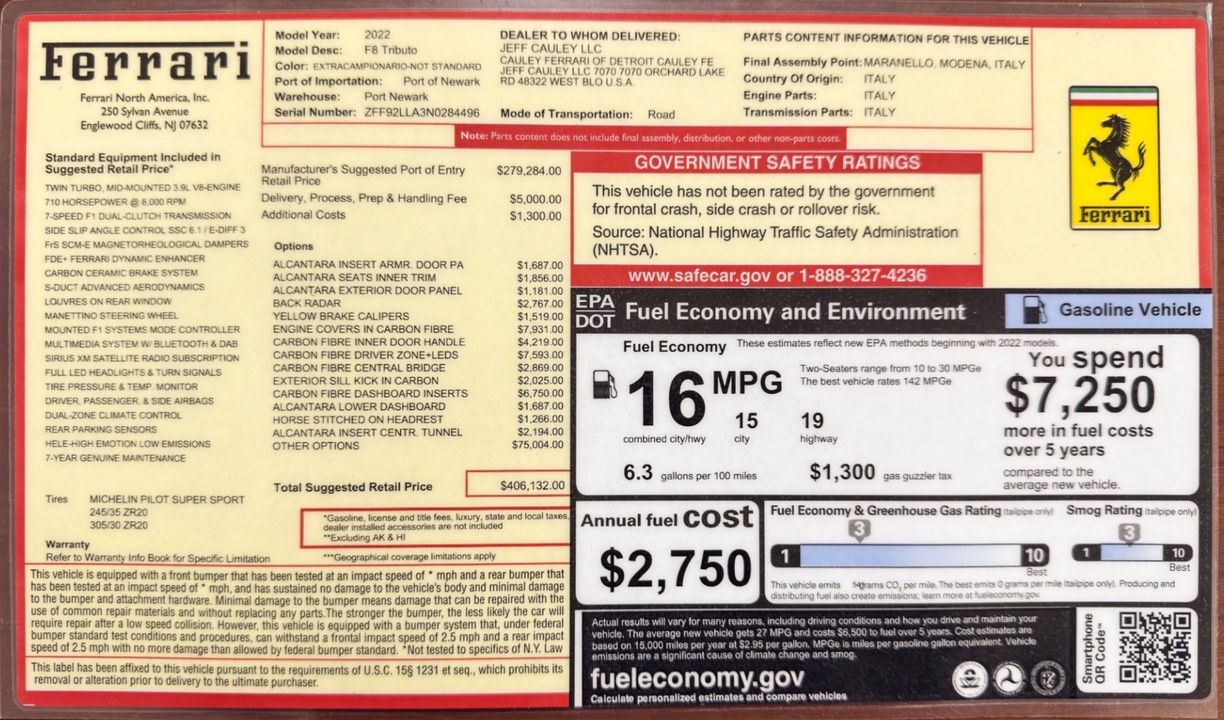 Ferrari
Ferrari North America, Inc.
250 Sylvan Avenue
Englewood Cliffs, NJ 07632
Model Year: 2022
Model Desc: F8 Tributo
Color: EXTRACAMPIONARIO-NOT STANDARD
Port of Importation: Port of Newark
Warehouse: Port Newark
Serial Number: ZFF92LLA3N0284496
DEALER TO WHOM DELIVERED:
JEFF CAULEY LLC
CAULEY FERRARI OF DETROIT CAULEY FE
JEFF CAULEY LLC 7070 7070 ORCHARD LAKE
RD 48322 WEST BLO U.S.A.
Mode of Transportation: Road
PARTS CONTENT INFORMATION FOR THIS VEHICLE
Final Assembly Point: MARANELLO, MODENA, ITALY
Country Of Origin: ITALY
Engine Parts: ITALY
Transmission Parts: ITALY
Note: Parts content does not include final assembly, distribution, or other non-parts costs.
Ferrari
Standard Equipment Included in
Suggested Retail Price*
TWIN TURBO, MID-MOUNTED 3.9L V8-ENGINE
710 HORSEPOWER @ 8,000 RPM
7-SPEED F1 DUAL-CLUTCH TRANSMISSION
SIDE SLIP ANGLE CONTROL SSC 6.1 / E-DIFF 3
FrS SCM-E MAGNETORHEOLOGICAL DAMPERS
FDE+ FERRARI DYNAMIC ENHANCER
CARBON CERAMIC BRAKE SYSTEM
S-DUCT ADVANCED AERODYNAMICS
LOUVRES ON REAR WINDOW
MANETTINO STEERING WHEEL
MOUNTED F1 SYSTEMS MODE CONTROLLER
MULTIMEDIA SYSTEM W/ BLUETOOTH & DAB
SIRIUS XM SATELLITE RADIO SUBSCRIPTION
FULL LED HEADLIGHTS & TURN SIGNALS
TIRE PRESSURE & TEMP. MONITOR
DRIVER, PASSENGER, & SIDE AIRBAGS
DUAL-ZONE CLIMATE CONTROL
REAR PARKING SENSORS
HELE-HIGH EMOTION LOW EMISSIONS
7-YEAR GENUINE MAINTENANCE
Tires MICHELIN PILOT SUPER SPORT
245/35 ZR20
305/30 ZR20
Warranty
Refer to Warranty Info Book for Specific Limitation
Manufacturer's Suggested Port of Entry $279,284.00
Retail Price
Delivery, Process, Prep & Handling Fee $5,000.00
Additional Costs $1,300.00
Options
ALCANTARA INSERT ARMR. DOOR PA $1,687.00
ALCANTARA SEATS INNER TRIM $1,856.00
ALCANTARA EXTERIOR DOOR PANEL $1,181.00
BACK RADAR $2,767.00
YELLOW BRAKE CALIPERS $1,519.00
ENGINE COVERS IN CARBON FIBRE $7,931.00
CARBON FIBRE INNER DOOR HANDLE $4,219.00
CARBON FIBRE DRIVER ZONE+LEDS $7,593.00
CARBON FIBRE CENTRAL BRIDGE $2,869.00
EXTERIOR SILL KICK IN CARBON $2,025.00
CARBON FIBRE DASHBOARD INSERTS $6,750.00
ALCANTARA LOWER DASHBOARD $1,687.00
HORSE STITCHED ON HEADREST $1,266.00
ALCANTARA INSERT CENTR. TUNNEL $2,194.00
OTHER OPTIONS $75,004.00
Total Suggested Retail Price $406,132.00
*Gasoline, license and title fees, luxury, state and local taxes,
dealer installed accessories are not included
**Excluding AK & HI
***Geographical coverage limitations apply
This vehicle is equipped with a front bumper that has been tested at an impact speed of * mph and a rear bumper that
has been tested at an impact speed of * mph, and has sustained no damage to the vehicle's body and minimal damage
to the bumper and attachment hardware. Minimal damage to the bumper means damage that can be repaired with the
use of common repair materials and without replacing any parts.The stronger the bumper, the less likely the car will
require repair after a low speed collision. However, this vehicle is equipped with a bumper system that, under federal
bumper standard test conditions and procedures, can withstand a frontal impact speed of 2.5 mph and a rear impact
speed of 2.5 mph with no more damage than allowed by federal bumper standard. *Not tested to specifics of N.Y. Law
This label has been affixed to this vehicle pursuant to the requirements of U.S.C. 15§ 1231 et seq., which prohibits its
removal or alteration prior to delivery to the ultimate purchaser.
GOVERNMENT SAFETY RATINGS
This vehicle has not been rated by the government
for frontal crash, side crash or rollover risk.
Source: National Highway Traffic Safety Administration
(NHTSA).
www.safecar.gov or 1-888-327-4236
EPA
DOT Fuel Economy and Environment
Gasoline Vehicle
Fuel Economy These estimates reflect new EPA methods beginning with 2022 models.
16 MPG
combined city/hwy
15
city
19
highway
Two-Seaters range from 10 to 30 MPGe
The best vehicle rates 142 MPGe
6.3 gallons per 100 miles
$1,300 gas guzzler tax
You spend
$7,250
more in fuel costs
over 5 years
compared to the
average new vehicle.
Annual fuel cost
$2,750
Fuel Economy & Greenhouse Gas Rating (tailpipe only)
3
1 10
Best
Smog Rating (tailpipe only)
3
1 10
Best
This vehicle emits grams CO₂ per mile. The best emits 0 grams per mile (tailpipe only). Producing and
distributing fuel also create emissions; learn more at fueleconomy.gov.
Actual results will vary for many reasons, including driving conditions and how you drive and maintain your
vehicle. The average new vehicle gets 27 MPG and costs $6,500 to fuel over 5 years. Cost estimates are
based on 15,000 miles per year at $2.95 per gallon. MPGe is miles per gasoline gallon equivalent. Vehicle
emissions are a significant cause of climate change and smog.
fueleconomy.gov
Calculate personalized estimates and compare vehicles
Smartphone
QR Code™